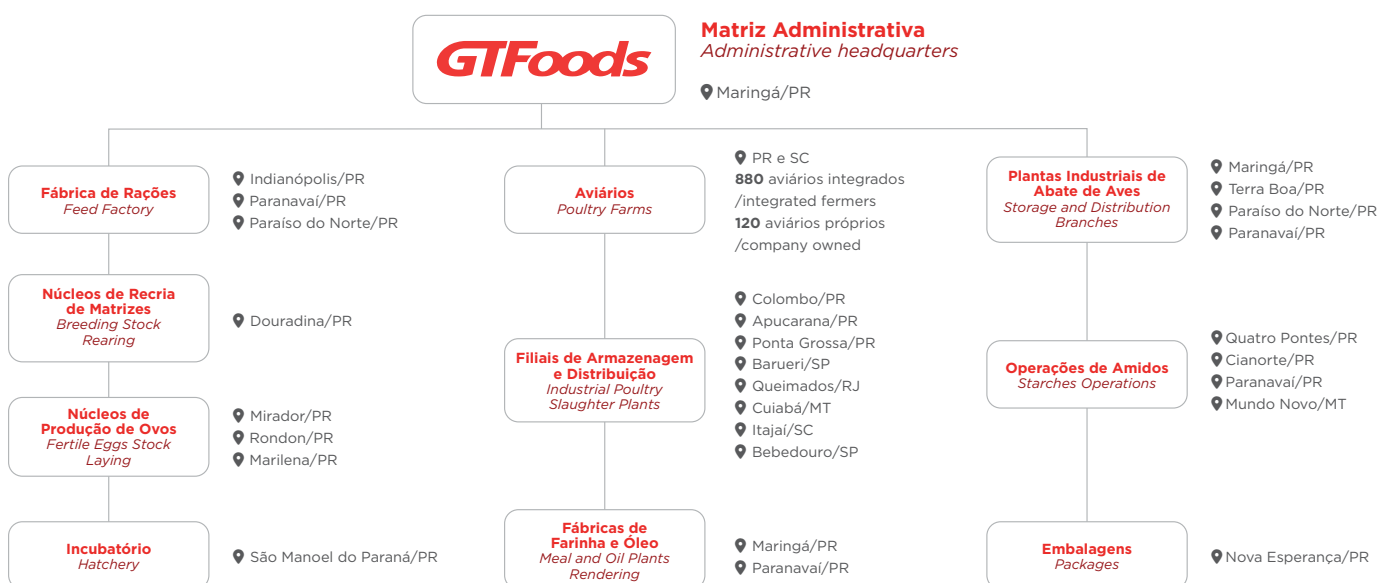 GTFoods
Matriz Administrativa
Administrative headquarters
Maringá/PR
Fábrica de Rações
Feed Factory
Indianópolis/PR
Paranavaí/PR
Paraíso do Norte/PR
Núcleos de Recria
de Matrizes
Breeding Stock
Rearing
Douradina/PR
Núcleos de
Produção de Ovos
Fertile Eggs Stock
Laying
Mirador/PR
Rondon/PR
Marilena/PR
Incubatório
Hatchery
São Manoel do Paraná/PR
Aviários
Poultry Farms
PR e SC
880 aviários integrados
/integrated fermers
120 aviários próprios
/company owned
Filiais de Armazenagem
e Distribuição
Industrial Poultry
Slaughter Plants
Colombo/PR
Apucarana/PR
Ponta Grossa/PR
Barueri/SP
Queimados/RJ
Cuiabá/MT
Itajaí/SC
Bebedouro/SP
Fábricas de
Farinha e Óleo
Meal and Oil Plants
Rendering
Maringá/PR
Paranavaí/PR
Plantas Industriais de
Abate de Aves
Storage and Distribution
Branches
Maringá/PR
Terra Boa/PR
Paraíso do Norte/PR
Paranavaí/PR
Operações de Amidos
Starches Operations
Quatro Pontes/PR
Cianorte/PR
Paranavaí/PR
Mundo Novo/MT
Embalagens
Packages
Nova Esperança/PR